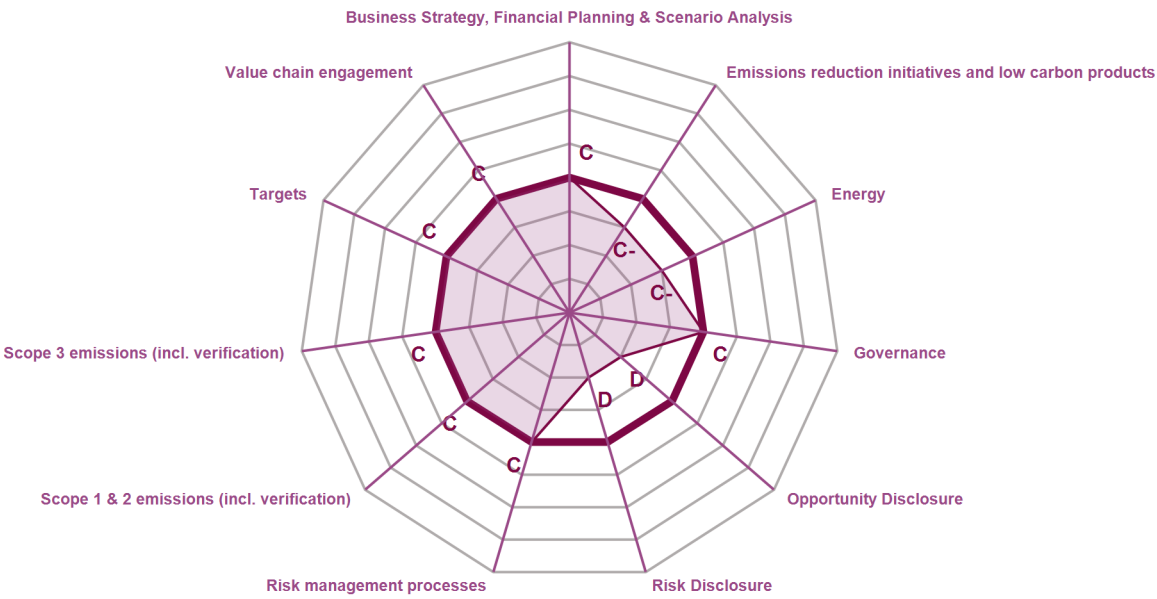 Business Strategy, Financial Planning & Scenario Analysis
Value chain engagement
Emissions reduction initiatives and low carbon products
C
C
Targets
Energy
C
C-
C-
Scope 3 emissions (incl. verification)
C
C
Governance
D
D
C
C
Scope 1 & 2 emissions (incl. verification)
Opportunity Disclosure
Risk management processes
Risk Disclosure